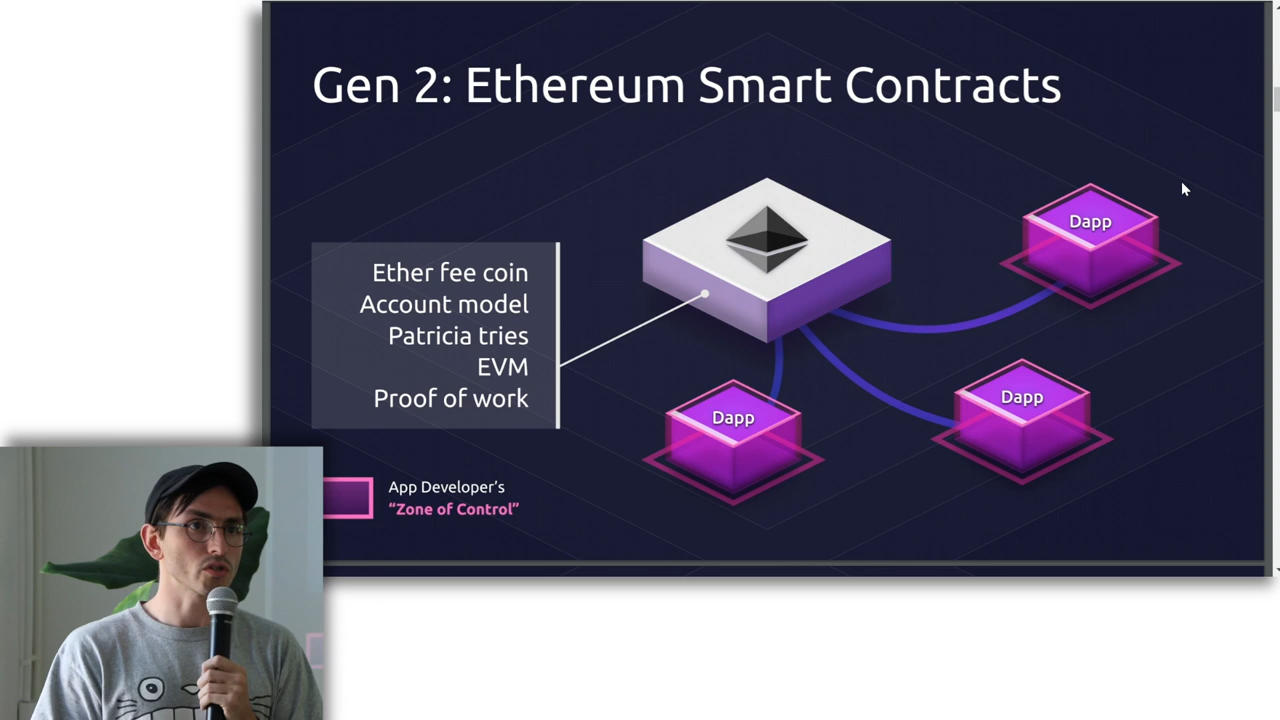 Gen 2: Ethereum Smart Contracts
Ether fee coin
Account model
Patricia tries
EVM
Proof of work
Dapp
Dapp
Dapp
App Developer’s
“Zone of Control”